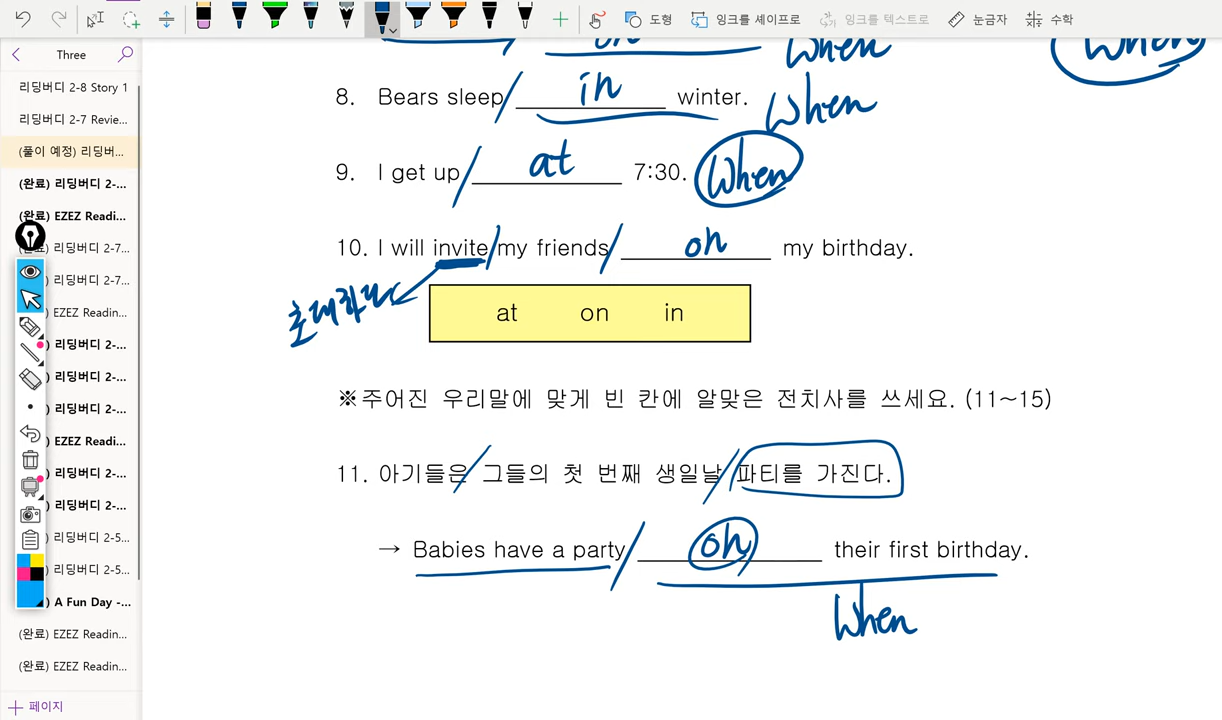 도형
잉크를 셰이프로
잉크를 텍스트로
눈금자
수학
Three
리딩버디 2-8 Story 1
리딩버디 2-7 Revie...
(풀이 예정) 리딩버...
(완료) 리딩버디 2-...
(완료) EZEZ Readi...
) 리딩버디 2-7...
) 리딩버디 2-7...
EZEZ Readin...
) 리딩버디 2-...
) 리딩버디 2-...
) 리딩버디 2-...
EZEZ Readi...
) 리딩버디 2-...
) 리딩버디 2-...
) 리딩버디 2-5...
) 리딩버디 2-5...
) A Fun Day -...
(완료) EZEZ Readin...
(완료) EZEZ Readin...
페이지
on When When
8. Bears sleep / in winter. When
9. I get up / at 7:30. When
10. I will invite / my friends / on my birthday.
초대하다
at on in
※주어진 우리말에 맞게 빈 칸에 알맞은 전치사를 쓰세요. (11~15)
11. 아기들은 / 그들의 첫 번째 생일날 / 파티를 가진다.
→ Babies have a party / on their first birthday.
When